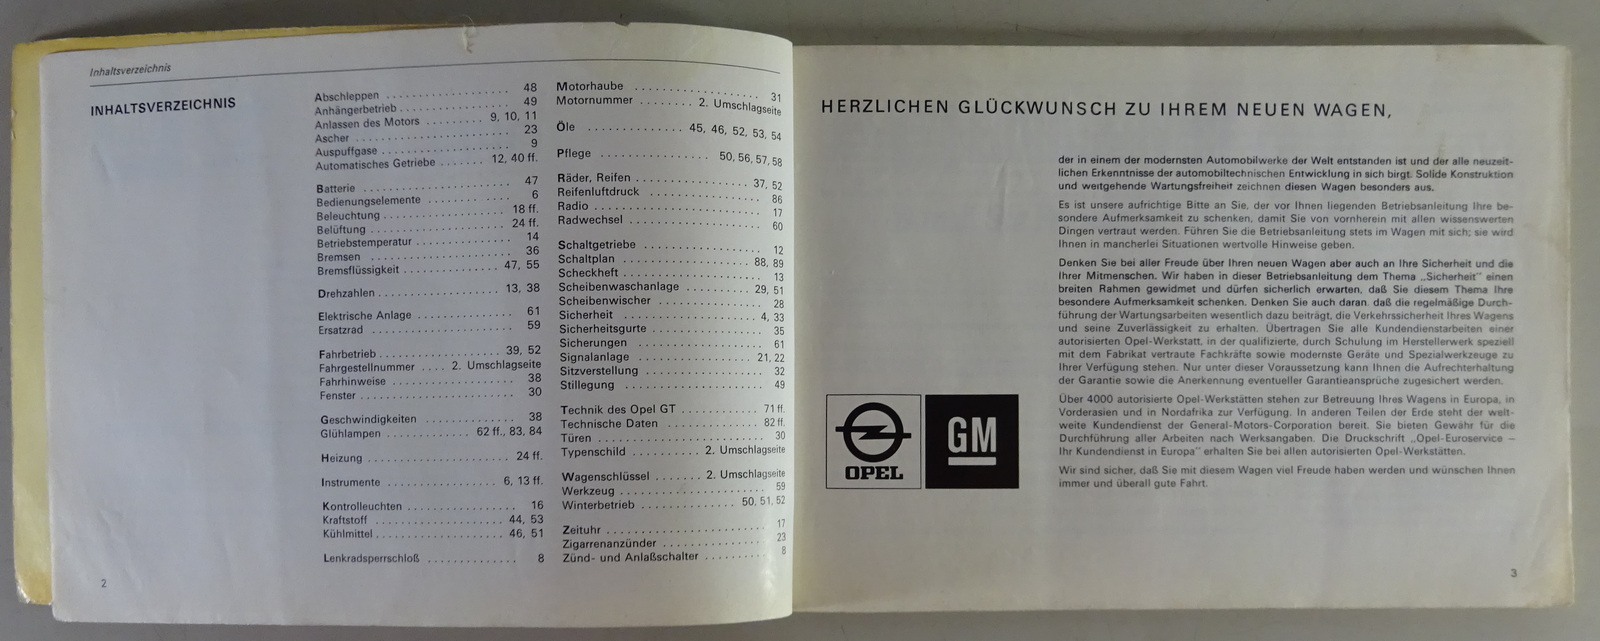 Inhaltsverzeichnis
INHALTSVERZEICHNIS
Abschleppen 48
Anhängerbetrieb 49
Anlassen des Motors 9, 10, 11
Ascher 23
Auspuffgase 9
Automatisches Getriebe 12, 40 ff.
Batterie 47
Bedienungselemente 6
Beleuchtung 18 ff.
Belüftung 24 ff.
Betriebstemperatur 14
Bremsen 36
Bremsflüssigkeit 47, 55
Drehzahlen 13, 38
Elektrische Anlage 61
Ersatzrad 59
Fahrbetrieb 39, 52
Fahrgestellnummer 2. Umschlagseite
Fahrhinweise 38
Fenster 30
Geschwindigkeiten 38
Glühlampen 62 ff., 83, 84
Heizung 24 ff.
Instrumente 6, 13 ff.
Kontrolleuchten 16
Kraftstoff 44, 53
Kühlmittel 46, 51
Lenkradsperrschloß 8
Motorhaube 31
Motornummer 2. Umschlagseite
Öle 45, 46, 52, 53, 54
Pflege 50, 56, 57, 58
Räder, Reifen 37, 52
Reifenluftdruck 86
Radio 17
Radwechsel 60
Schaltgetriebe 12
Schaltplan 88, 89
Scheckheft 13
Scheibenwaschanlage 29, 51
Scheibenwischer 28
Sicherheit 4, 33
Sicherheitsgurte 35
Sicherungen 61
Signalanlage 21, 22
Sitzverstellung 32
Stillegung 49
Technik des Opel GT 71 ff.
Technische Daten 82 ff.
Türen 30
Typenschild 2. Umschlagseite
Wagenschlüssel 2. Umschlagseite
Werkzeug 59
Winterbetrieb 50, 51, 52
Zeituhr 17
Zigarrenanzünder 23
Zünd- und Anlaßschalter 8
2
HERZLICHEN GLÜCKWUNSCH ZU IHREM NEUEN WAGEN,
der in einem der modernsten Automobilwerke der Welt entstanden ist und der alle neuzeit-
lichen Erkenntnisse der automobiltechnischen Entwicklung in sich birgt. Solide Konstruktion
und weitgehende Wartungsfreiheit zeichnen diesen Wagen besonders aus.
Es ist unsere aufrichtige Bitte an Sie, der vor Ihnen liegenden Betriebsanleitung Ihre be-
sondere Aufmerksamkeit zu schenken, damit Sie von vornherein mit allen wissenswerten
Dingen vertraut werden. Führen Sie die Betriebsanleitung stets im Wagen mit sich; sie wird
Ihnen in mancherlei Situationen wertvolle Hinweise geben.
Denken Sie bei aller Freude über Ihren neuen Wagen aber auch an Ihre Sicherheit und die
Ihrer Mitmenschen. Wir haben in dieser Betriebsanleitung dem Thema „Sicherheit" einen
breiten Rahmen gewidmet und dürfen sicherlich erwarten, daß Sie diesem Thema Ihre
besondere Aufmerksamkeit schenken. Denken Sie auch daran, daß die regelmäßige Durch-
führung der Wartungsarbeiten wesentlich dazu beiträgt, die Verkehrssicherheit Ihres Wagens
und seine Zuverlässigkeit zu erhalten. Übertragen Sie alle Kundendienstarbeiten einer
autorisierten Opel-Werkstatt, in der qualifizierte, durch Schulung im Herstellerwerk speziell
mit dem Fabrikat vertraute Fachkräfte sowie modernste Geräte und Spezialwerkzeuge zu
Ihrer Verfügung stehen. Nur unter dieser Voraussetzung kann Ihnen die Aufrechterhaltung
der Garantie sowie die Anerkennung eventueller Garantieansprüche zugesichert werden.
Über 4000 autorisierte Opel-Werkstätten stehen zur Betreuung Ihres Wagens in Europa, in
Vorderasien und in Nordafrika zur Verfügung. In anderen Teilen der Erde steht der welt-
weite Kundendienst der General-Motors-Corporation bereit. Sie bieten Gewähr für die
Durchführung aller Arbeiten nach Werksangaben. Die Druckschrift „Opel-Euroservice –
Ihr Kundendienst in Europa" erhalten Sie bei allen autorisierten Opel-Werkstätten.
Wir sind sicher, daß Sie mit diesem Wagen viel Freude haben werden und wünschen Ihnen
immer und überall gute Fahrt.
OPEL
GM
3